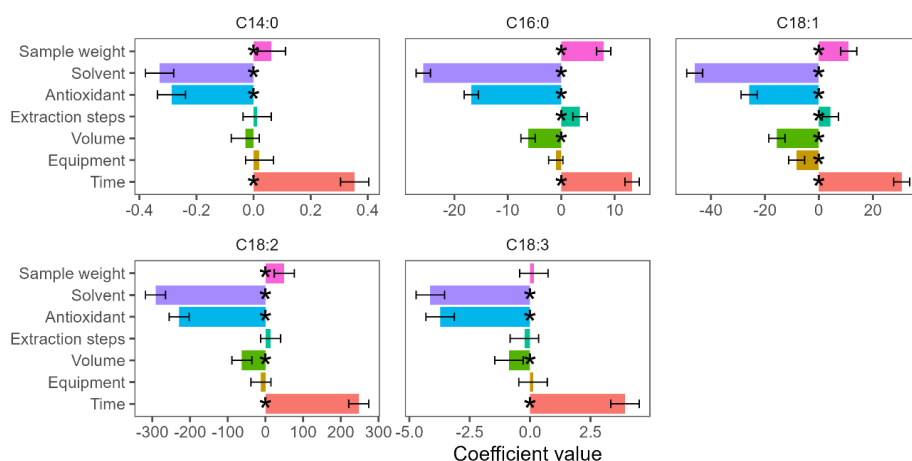 C14:0 C16:0 C18:1
Sample weight
Solvent
Antioxidant
Extraction steps
Volume
Equipment
Time
-0.4 -0.2 0.0 0.2 0.4 -20 -10 0 10 -40 -20 0 20
C18:2 C18:3
Sample weight
Solvent
Antioxidant
Extraction steps
Volume
Equipment
Time
-300 -200 -100 0 100 200 300 -5.0 -2.5 0.0 2.5
Coefficient value